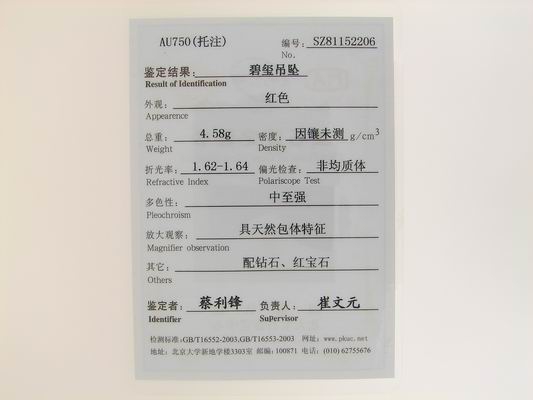 AU750(托注) 编号: SZ81152206
No.
鉴定结果: 碧玺吊坠
Result of Identification
外观: 红色
Appearence
总重: 4.58g 密度: 因镶未测 g/cm³
Weight Density
折光率: 1.62-1.64 偏光检查: 非均质体
Refractive Index Polariscope Test
多色性: 中至强
Pleochroism
放大观察: 具天然包体特征
Magnifier observation
其它: 配钻石、红宝石
Others
鉴定者: 蔡利锋 负责人: 崔文元
Identifier Supervisor
检测标准:GB/T16552-2003,GB/T16553-2003 网址: www.pkuc.net
地址: 北京大学新地学楼3303室 邮编:100871 电话: (010) 62755676